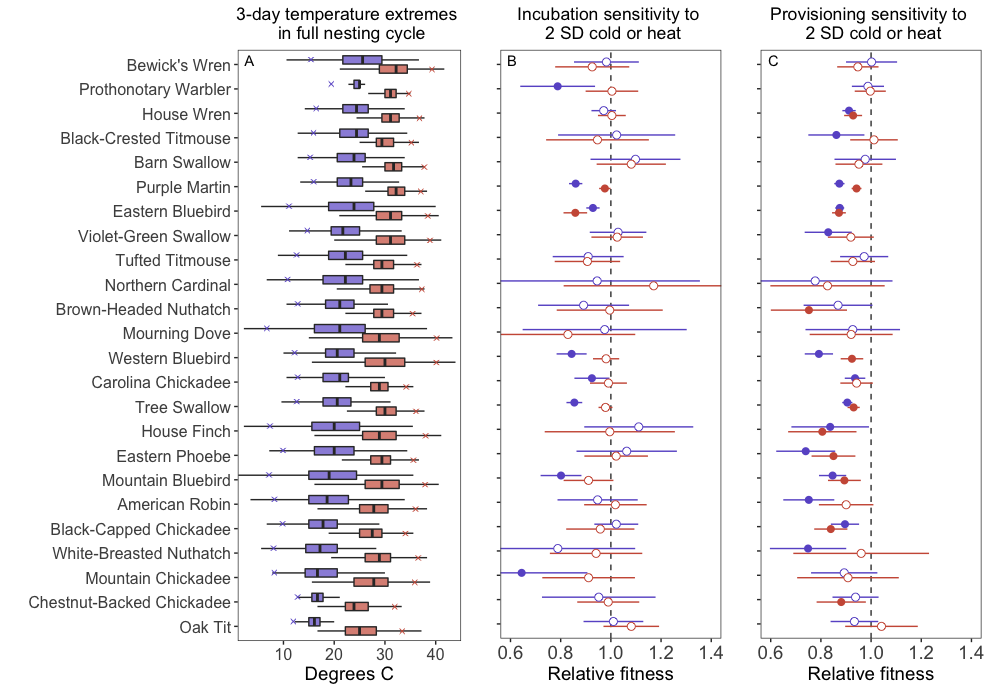 3-day temperature extremes
in full nesting cycle
Incubation sensitivity to
2 SD cold or heat
Provisioning sensitivity to
2 SD cold or heat
A
B
C
Bewick's Wren
Prothonotary Warbler
House Wren
Black-Crested Titmouse
Barn Swallow
Purple Martin
Eastern Bluebird
Violet-Green Swallow
Tufted Titmouse
Northern Cardinal
Brown-Headed Nuthatch
Mourning Dove
Western Bluebird
Carolina Chickadee
Tree Swallow
House Finch
Eastern Phoebe
Mountain Bluebird
American Robin
Black-Capped Chickadee
White-Breasted Nuthatch
Mountain Chickadee
Chestnut-Backed Chickadee
Oak Tit
10 20 30 40
0.6 0.8 1.0 1.2 1.4
0.6 0.8 1.0 1.2 1.4
Degrees C
Relative fitness
Relative fitness